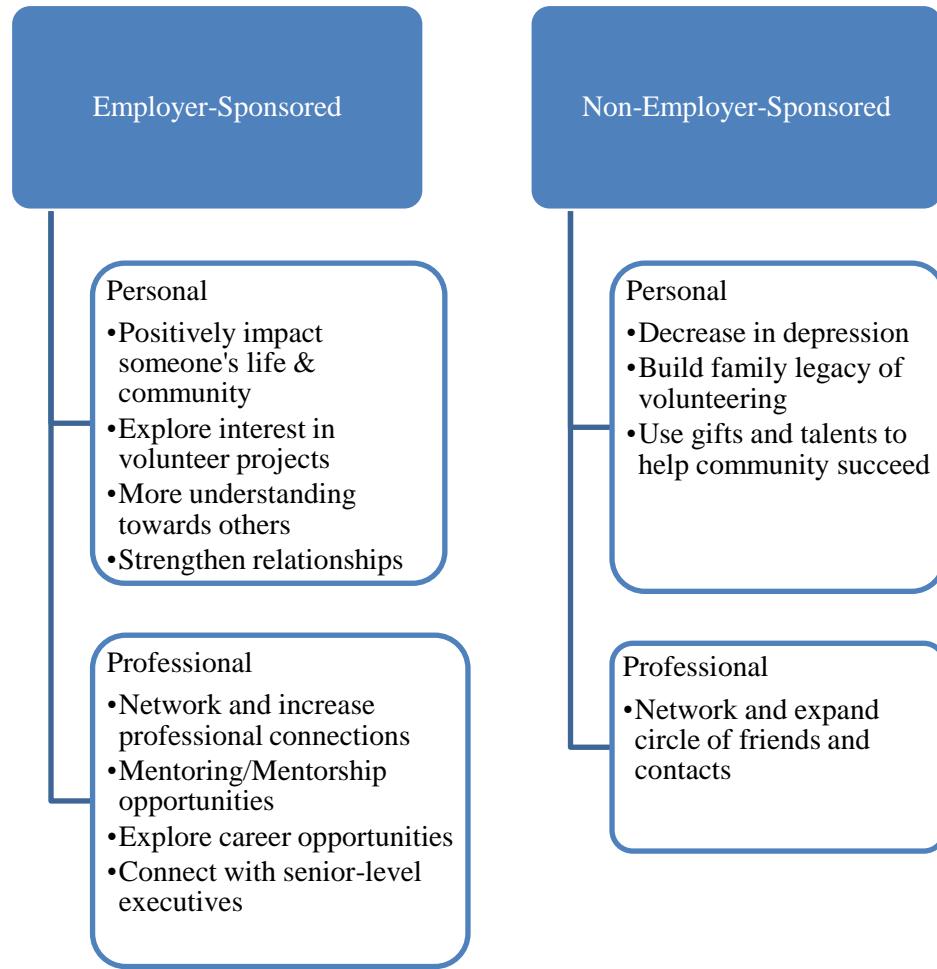 Employer-Sponsored
Personal
•Positively impact
someone's life &
community
•Explore interest in
volunteer projects
•More understanding
towards others
•Strengthen relationships
Professional
•Network and increase
professional connections
•Mentoring/Mentorship
opportunities
•Explore career opportunities
•Connect with senior-level
executives
Non-Employer-Sponsored
Personal
•Decrease in depression
•Build family legacy of
volunteering
•Use gifts and talents to
help community succeed
Professional
•Network and expand
circle of friends and
contacts